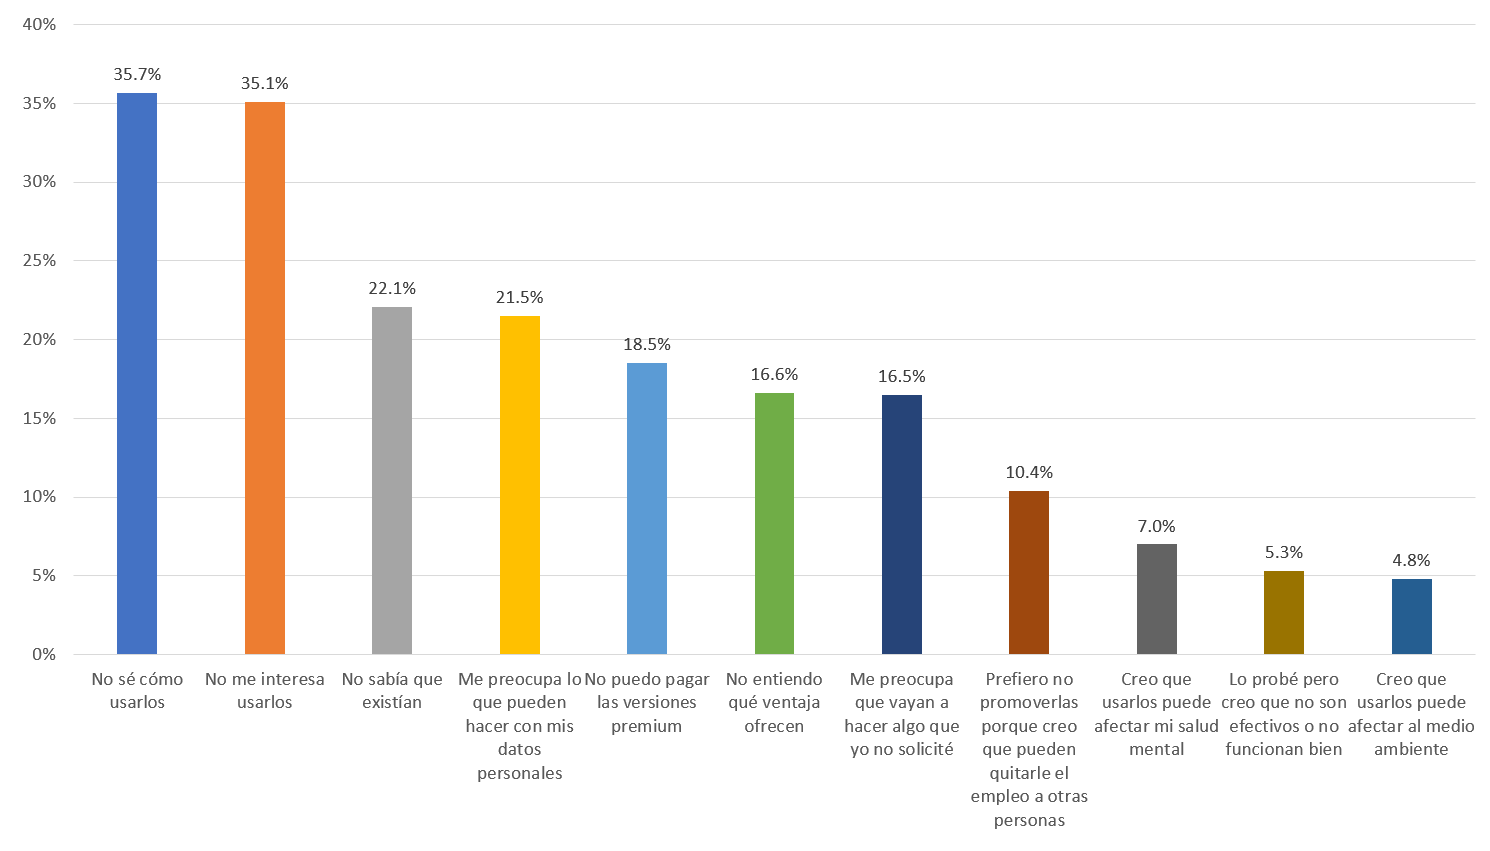 40%
35%
30%
25%
20%
15%
10%
5%
0%
35.7%
35.1%
22.1%
21.5%
18.5%
16.6%
16.5%
10.4%
7.0%
5.3%
4.8%
No sé cómo
usarlos
No me interesa
usarlos
No sabía que
existían
Me preocupa lo
que pueden
hacer con mis
datos
personales
No puedo pagar
las versiones
premium
No entiendo
qué ventaja
ofrecen
Me preocupa
que vayan a
hacer algo que
yo no solicité
Prefiero no
promoverlas
porque creo
que pueden
quitarle el
empleo a otras
personas
Creo que
usarlos puede
afectar mi salud
mental
Lo probé pero
creo que no son
efectivos o no
funcionan bien
Creo que
usarlos puede
afectar al medio
ambiente